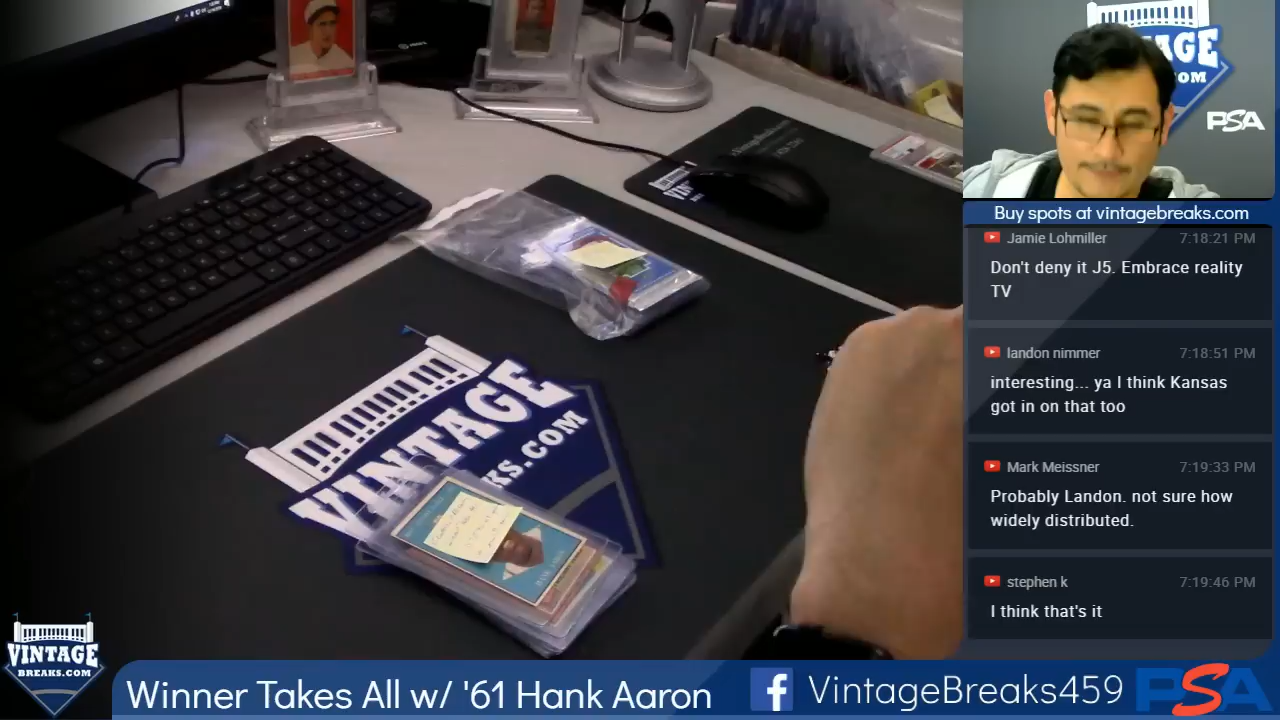 VINTAGE
KS.COM
AGE
OM
PSA
Buy spots at vintagebreaks.com
Jamie Lohmiller 7:18:21 PM
Don't deny it J5. Embrace reality
TV
landon nimmer 7:18:51 PM
interesting... ya I think Kansas
got in on that too
Mark Meissner 7:19:33 PM
Probably Landon. not sure how
widely distributed.
stephen k 7:19:46 PM
I think that's it
VINTAGE
BREAKS.COM
Winner Takes All w/ '61 Hank Aaron
f VintageBreaks459
PSA